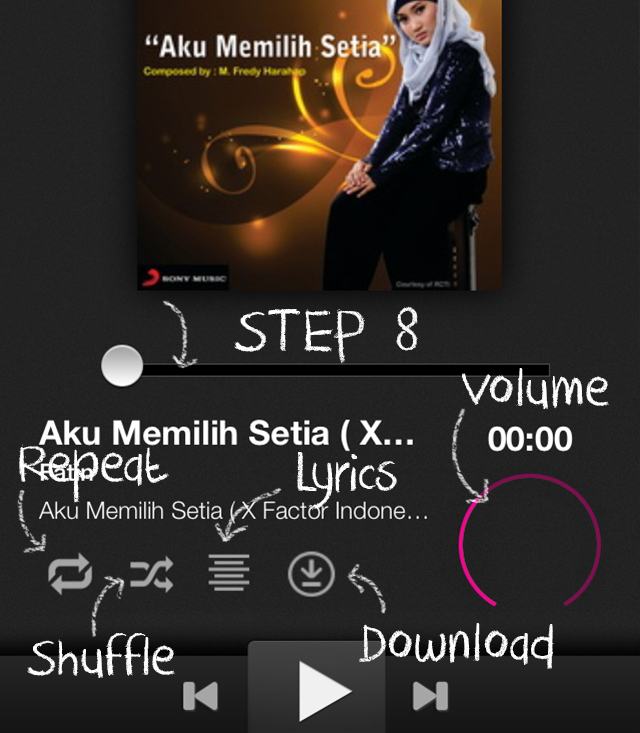 “Aku Memilih Setia”
Composed by : M. Fredy Harahap
SONY MUSIC
Courtesy of RCTI
STEP 8
Volume
Aku Memilih Setia ( X...
00:00
Repeat
Fatin
Lyrics
Aku Memilih Setia ( X Factor Indone...
Shuffle
Download